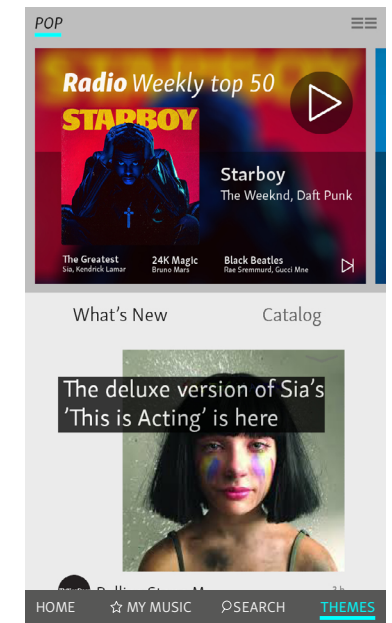 POP
Radio Weekly top 50
STARBOY
Starboy
The Weeknd, Daft Punk
The Greatest
Sia, Kendrick Lamar
24K Magic
Bruno Mars
Black Beatles
Rae Sremmurd, Gucci Mne
What's New
Catalog
The deluxe version of Sia's
'This is Acting' is here
HOME
MY MUSIC
SEARCH
THEMES